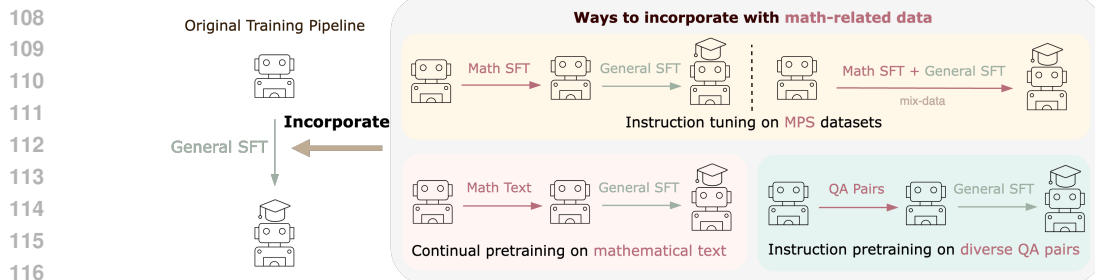 108
109
110
111
112
113
114
115
116
Original Training Pipeline
General SFT
Incorporate
Ways to incorporate with math-related data
Math SFT
General SFT
Math SFT + General SFT
mix-data
Instruction tuning on MPS datasets
Math Text
General SFT
Continual pretraining on mathematical text
QA Pairs
General SFT
Instruction pretraining on diverse QA pairs